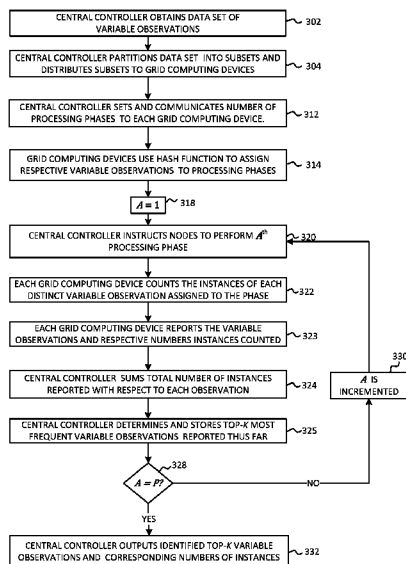 CENTRAL CONTROLLER OBTAINS DATA SET OF
VARIABLE OBSERVATIONS
302
CENTRAL CONTROLLER PARTITIONS DATA SET INTO SUBSETS AND
DISTRIBUTES SUBSETS TO GRID COMPUTING DEVICES
304
CENTRAL CONTROLLER SETS AND COMMUNICATES NUMBER OF
PROCESSING PHASES TO EACH GRID COMPUTING DEVICE.
312
GRID COMPUTING DEVICES USE HASH FUNCTION TO ASSIGN
RESPECTIVE VARIABLE OBSERVATIONS TO PROCESSING PHASES
314
A = 1
318
CENTRAL CONTROLLER INSTRUCTS NODES TO PERFORM Ath
PROCESSING PHASE
320
EACH GRID COMPUTING DEVICE COUNTS THE INSTANCES OF EACH
DISTINCT VARIABLE OBSERVATION ASSIGNED TO THE PHASE
322
EACH GRID COMPUTING DEVICE REPORTS THE VARIABLE
OBSERVATIONS AND RESPECTIVE NUMBERS INSTANCES COUNTED
323
CENTRAL CONTROLLER SUMS TOTAL NUMBER OF INSTANCES
REPORTED WITH RESPECT TO EACH OBSERVATION
324
330
A IS
INCREMENTED
CENTRAL CONTROLLER DETERMINES AND STORES TOP-K MOST
FREQUENT VARIABLE OBSERVATIONS REPORTED THUS FAR
325
328
A = P?
NO
YES
CENTRAL CONTROLLER OUTPUTS IDENTIFIED TOP-K VARIABLE
OBSERVATIONS AND CORRESPONDING NUMBERS OF INSTANCES
332